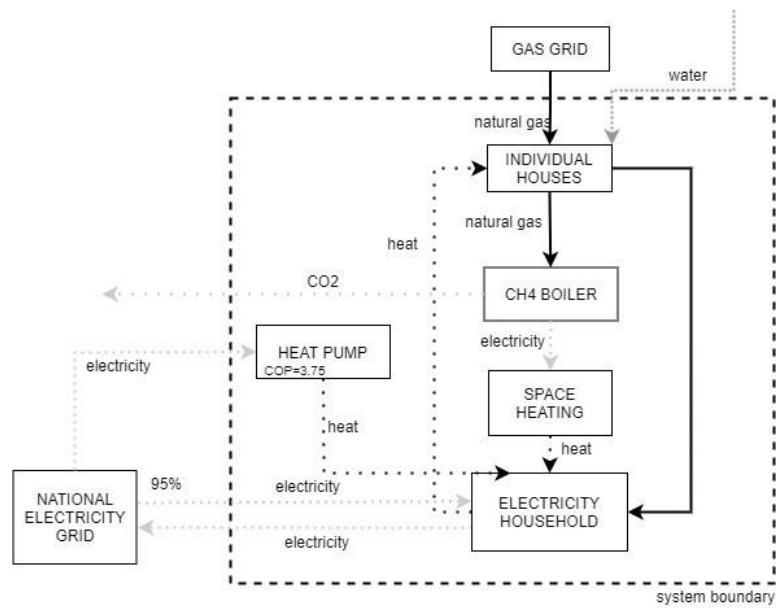 GAS GRID
water
natural gas
INDIVIDUAL
HOUSES
natural gas
heat
CO2
CH4 BOILER
electricity
HEAT PUMP
COP=3.75
electricity
SPACE
HEATING
heat
heat
95%
electricity
NATIONAL
ELECTRICITY
GRID
ELECTRICITY
HOUSEHOLD
electricity
system boundary